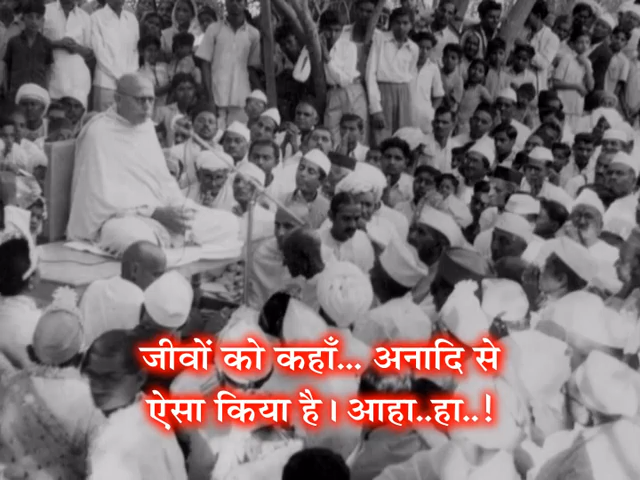 जीवों को कहाँ... अनादि से
ऐसा किया है। आहा..हा..!